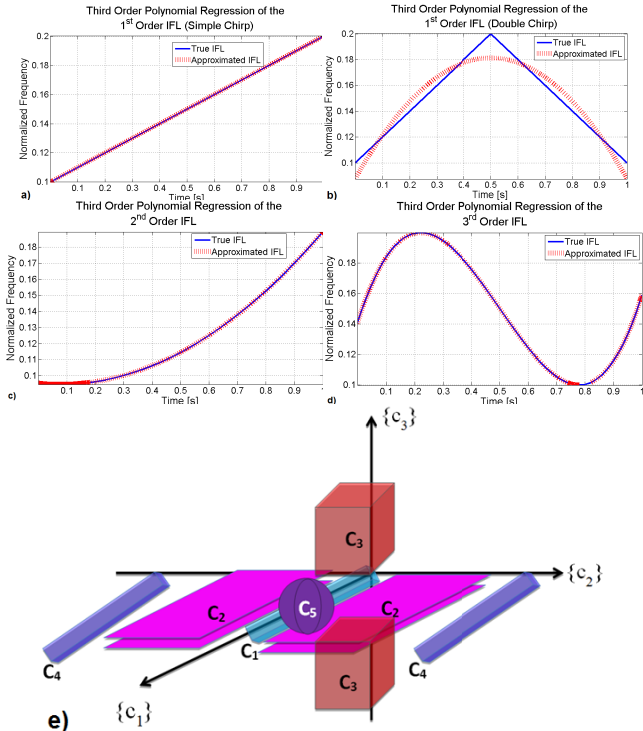 Third Order Polynomial Regression of the
1st Order IFL (Simple Chirp)
Normalized Frequency
0.2
0.18
0.16
0.14
0.12
0.1
True IFL
Approximated IFL
0.1 0.2 0.3 0.4 0.5 0.6 0.7 0.8 0.9 1
Time [s]
a)
Third Order Polynomial Regression of the
1st Order IFL (Double Chirp)
Normalized Frequency
0.2
0.18
0.16
0.14
0.12
0.1
True IFL
Approximated IFL
0.1 0.2 0.3 0.4 0.5 0.6 0.7 0.8 0.9 1
Time [s]
b)
Third Order Polynomial Regression of the
2nd Order IFL
Normalized Frequency
0.18
0.17
0.16
0.15
0.14
0.13
0.125
0.12
0.11
0.1
True IFL
Approximated IFL
0.1 0.2 0.3 0.4 0.5 0.6 0.7 0.8 0.9 1
Time [s]
c)
Third Order Polynomial Regression of the
3rd Order IFL
Normalized Frequency
0.2
0.18
0.16
0.14
0.12
0.1
True IFL
Approximated IFL
0.1 0.2 0.3 0.4 0.5 0.6 0.7 0.8 0.9 1
Time [s]
d)
{c3}
C3
{c2}
C2
C5
C2
C4
C1
C4
C3
{c1}
e)